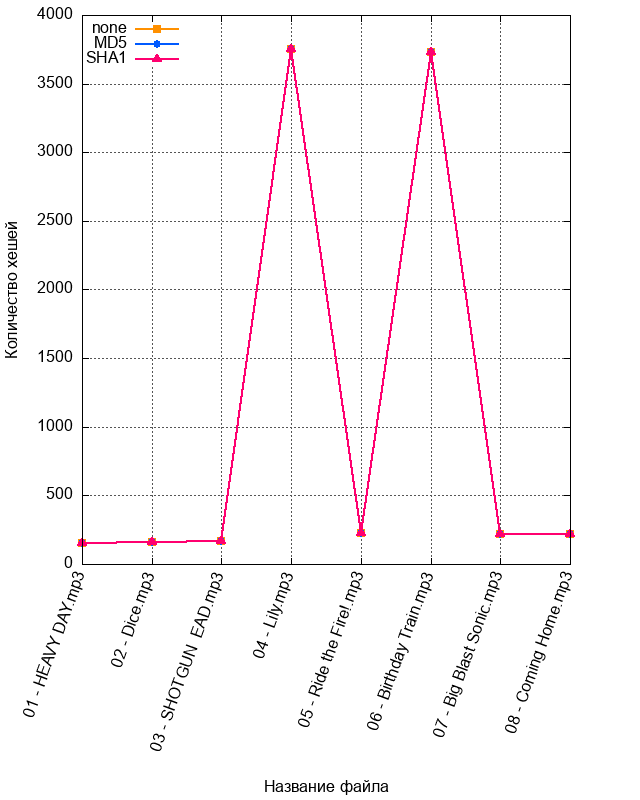 none
MD5
SHA1
4000
3500
3000
2500
2000
1500
1000
500
0
Количество хешей
01 - HEAVY DAY.mp3
02 - Dice.mp3
03 - SHOTGUN  EAD.mp3
04 - Lily.mp3
05 - Ride the Fire!.mp3
06 - Birthday Train.mp3
07 - Big Blast Sonic.mp3
08 - Coming Home.mp3
Название файла